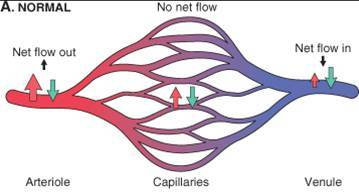 A. NORMAL
No net flow
Net flow out
Net flow in
Arteriole
Capillaries
Venule